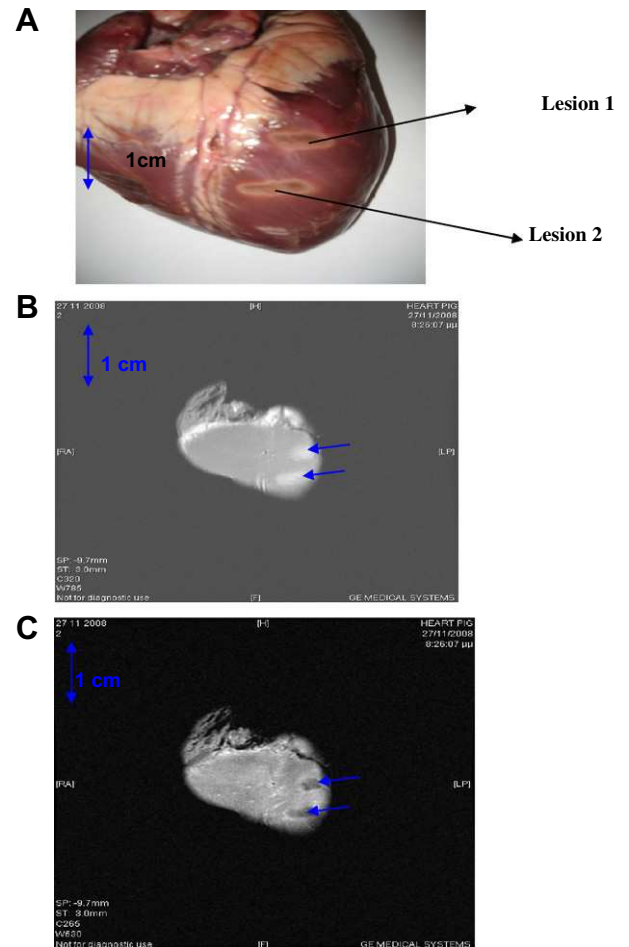 A
Lesion 1
1cm
Lesion 2
B
27 11 2008
2
[H]
HEART PIG
27/11/2008
8:26:07 μμ
1 cm
[RA]
[LP]
SP: -9.7mm
ST: 3.0mm
C320
W785
Not for diagnostic use
[F]
GE MEDICAL SYSTEMS
C
27 11 2008
2
[H]
HEART PIG
27/11/2008
8:26:07 μμ
1 cm
[RA]
[LP]
SP: -9.7mm
ST: 3.0mm
C265
W530
Not for diagnostic use
[F]
GE MEDICAL SYSTEMS